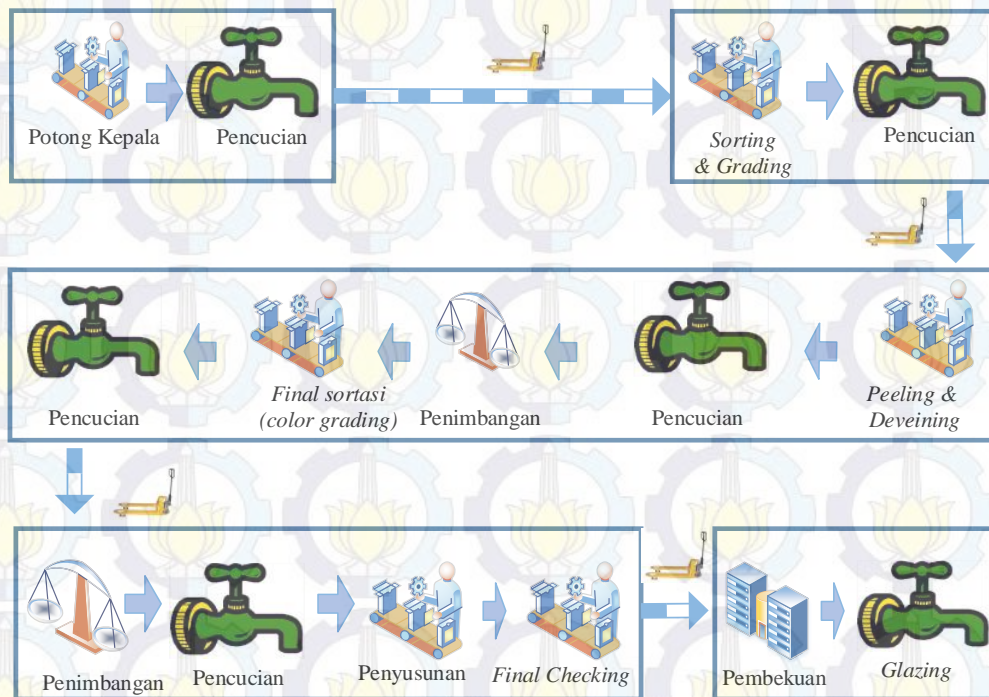 Potong Kepala
Pencucian
Sorting
& Grading
Pencucian
Peeling &
Deveining
Pencucian
Penimbangan
Final sortasi
(color grading)
Pencucian
Penimbangan
Pencucian
Penyusunan
Final Checking
Pembekuan
Glazing